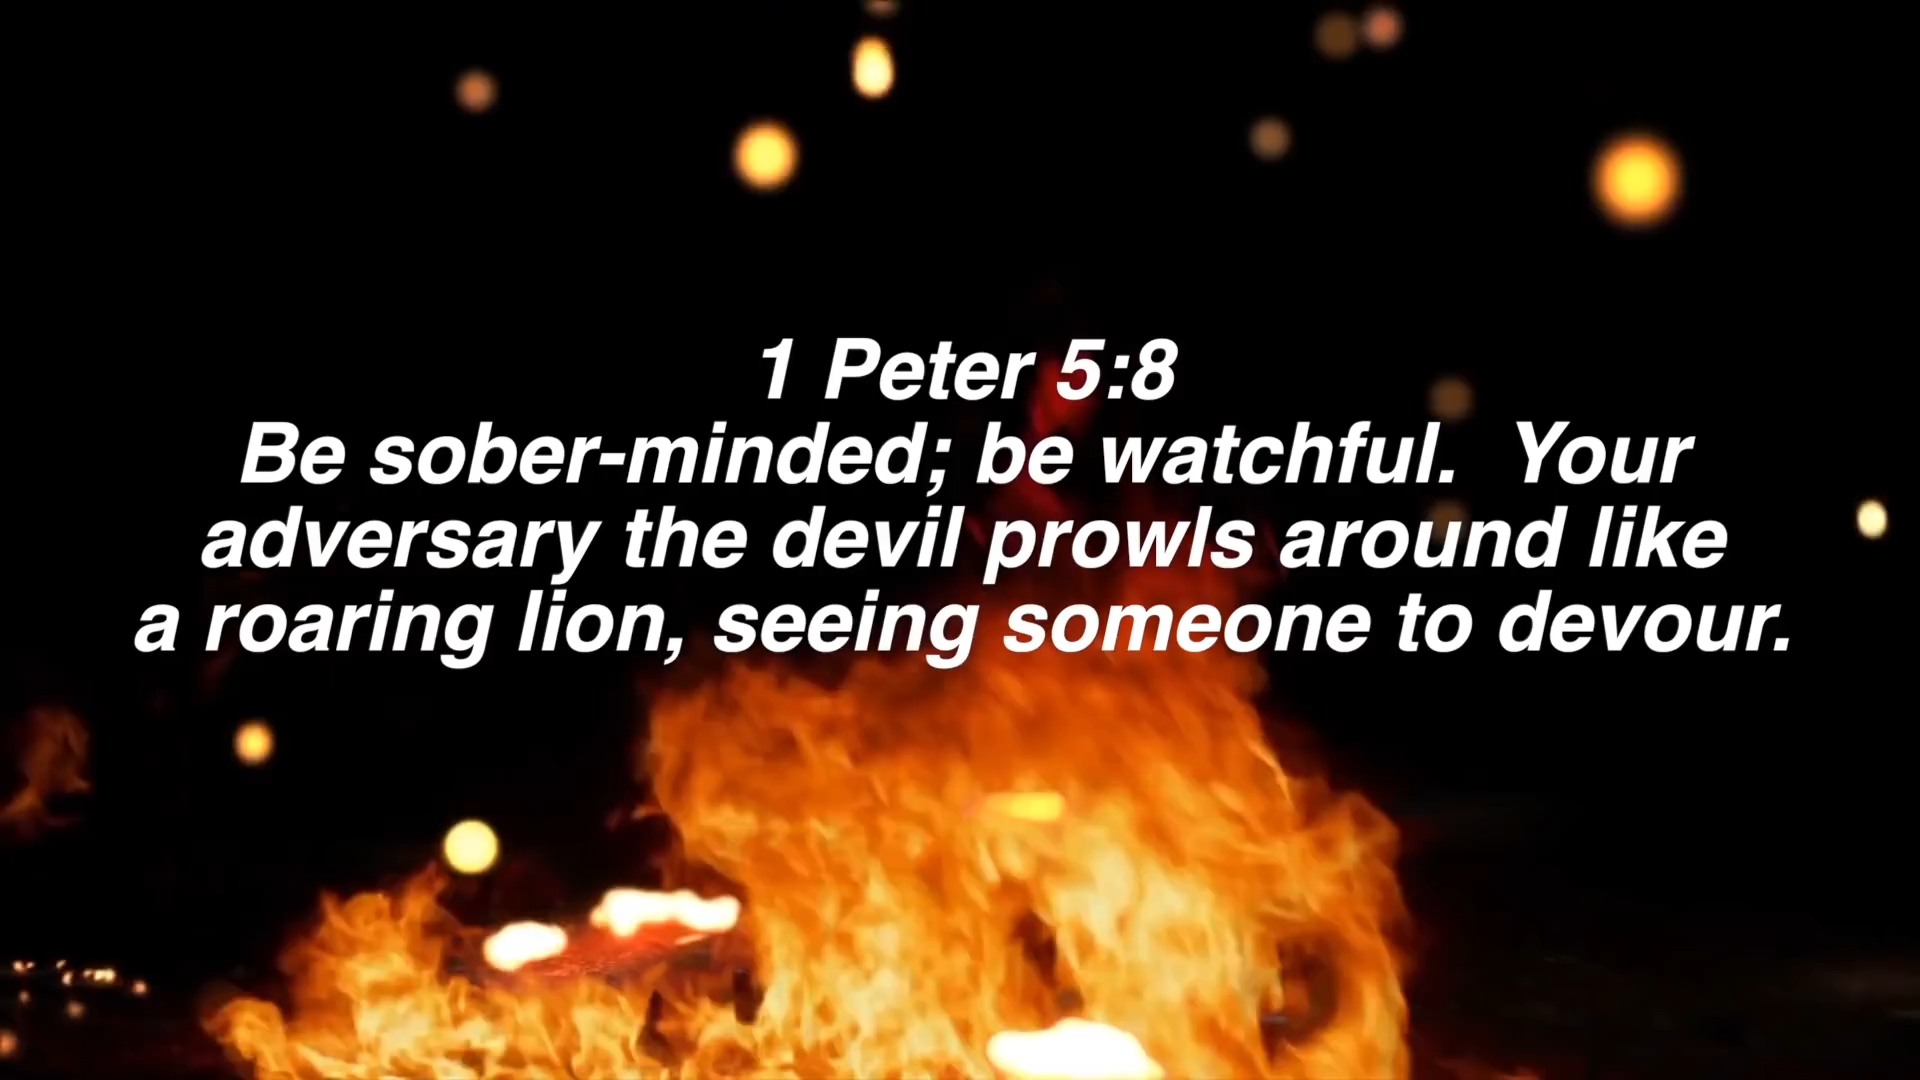 1 Peter 5:8
Be sober-minded; be watchful.  Your
adversary the devil prowls around like
a roaring lion, seeing someone to devour.